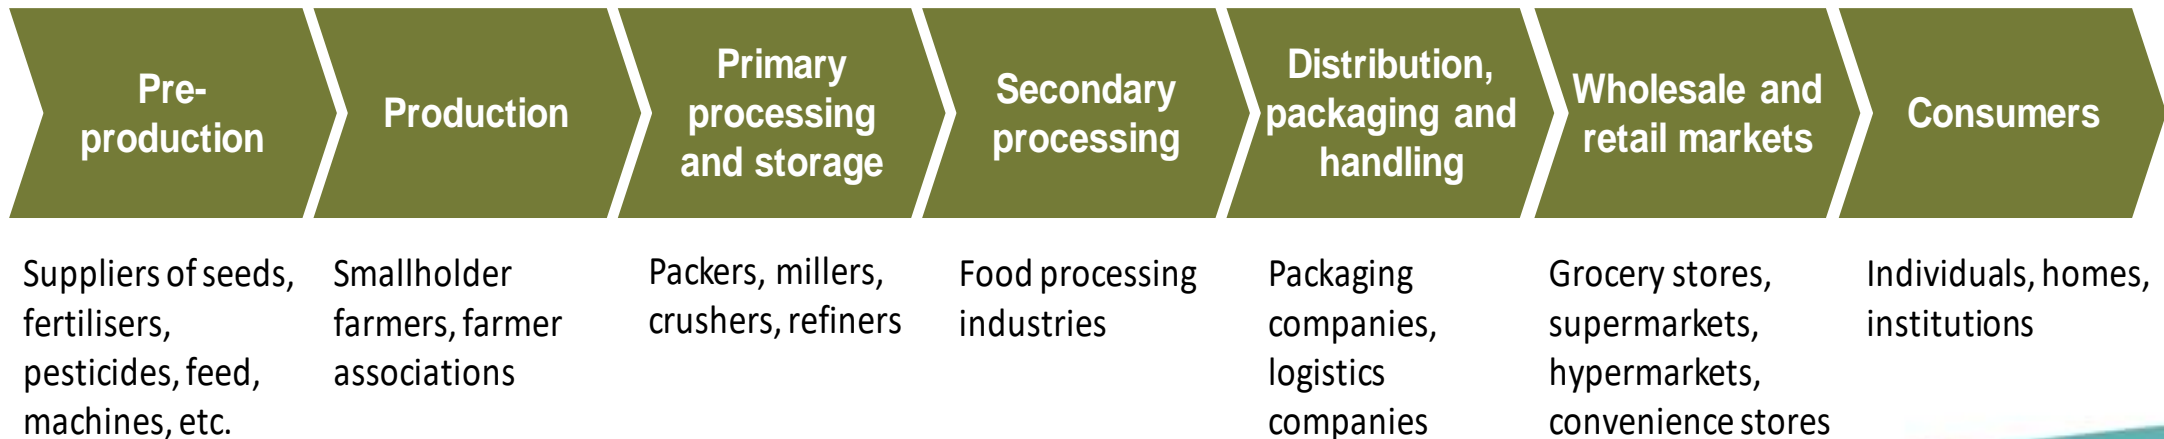 Pre-
production
Production
Primary
processing
and storage
Secondary
processing
Distribution,
packaging and
handling
Wholesale and
retail markets
Consumers
Suppliers of seeds,
fertilisers,
pesticides, feed,
machines, etc.
Smallholder
farmers, farmer
associations
Packers, millers,
crushers, refiners
Food processing
industries
Packaging
companies,
logistics
companies
Grocery stores,
supermarkets,
hypermarkets,
convenience stores
Individuals, homes,
institutions